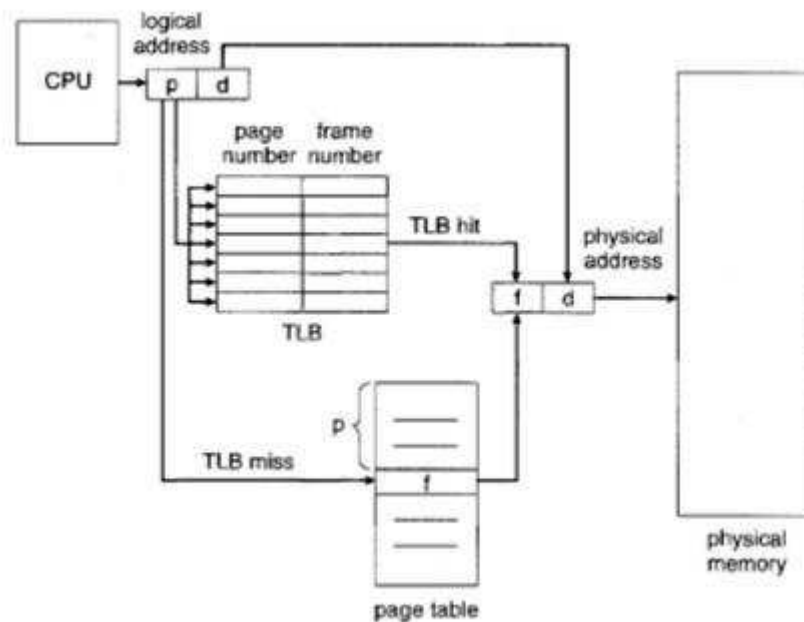 logical
address
CPU
p d
page frame
number number
TLB hit
physical
address
f d
TLB
p
TLB miss
f
physical
memory
page table